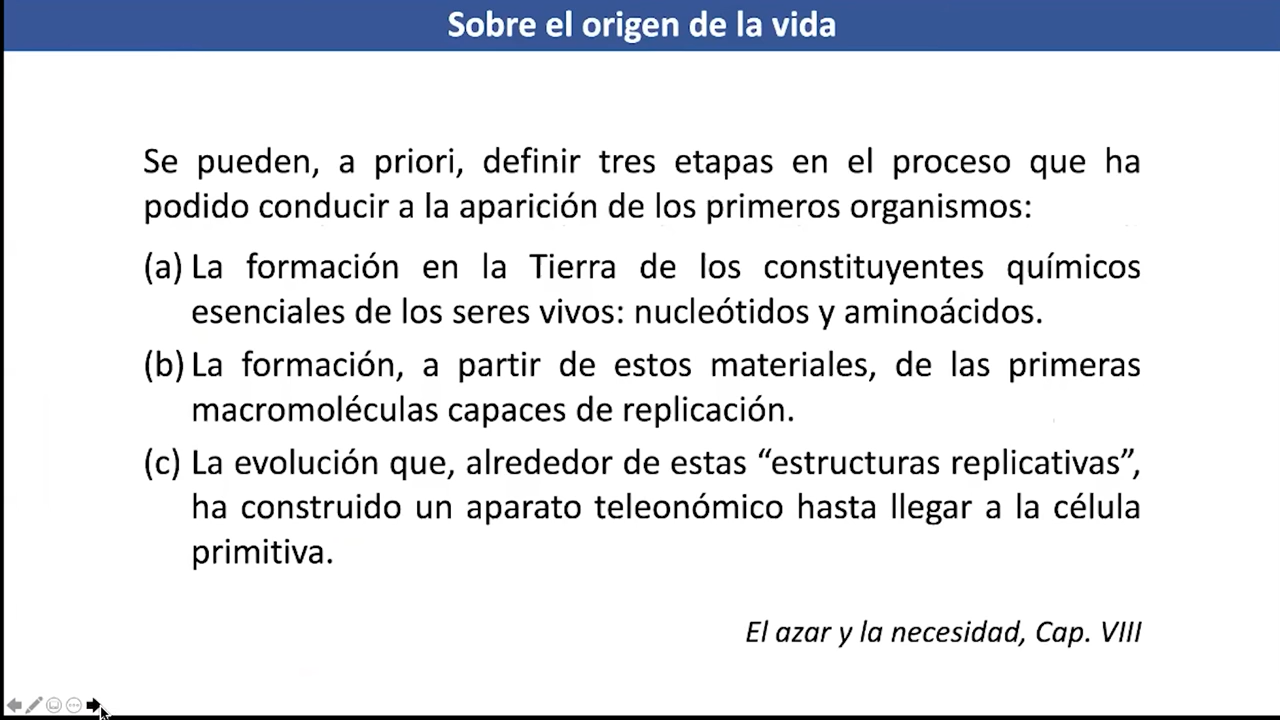 Sobre el origen de la vida
Se pueden, a priori, definir tres etapas en el proceso que ha
podido conducir a la aparición de los primeros organismos:
(a) La formación en la Tierra de los constituyentes químicos
esenciales de los seres vivos: nucleótidos y aminoácidos.
(b) La formación, a partir de estos materiales, de las primeras
macromoléculas capaces de replicación.
(c) La evolución que, alrededor de estas “estructuras replicativas”,
ha construido un aparato teleonómico hasta llegar a la célula
primitiva.
El azar y la necesidad, Cap. VIII